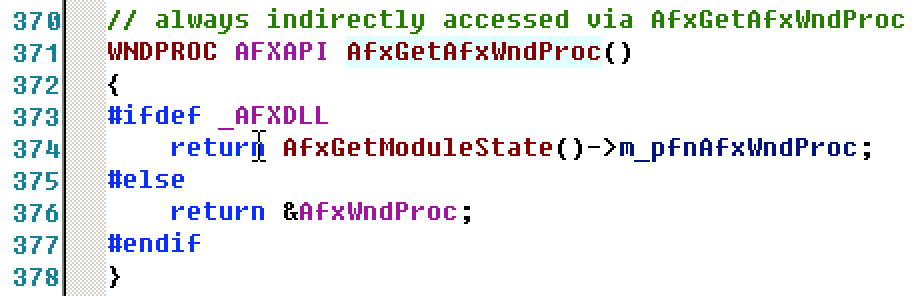 370 // always indirectly accessed via AfxGetAfxWndProc
371 WNDPROC AFXAPI AfxGetAfxWndProc()
372 {
373 #ifdef _AFXDLL
374     return AfxGetModuleState()->m_pfnAfxWndProc;
375 #else
376     return &AfxWndProc;
377 #endif
378 }